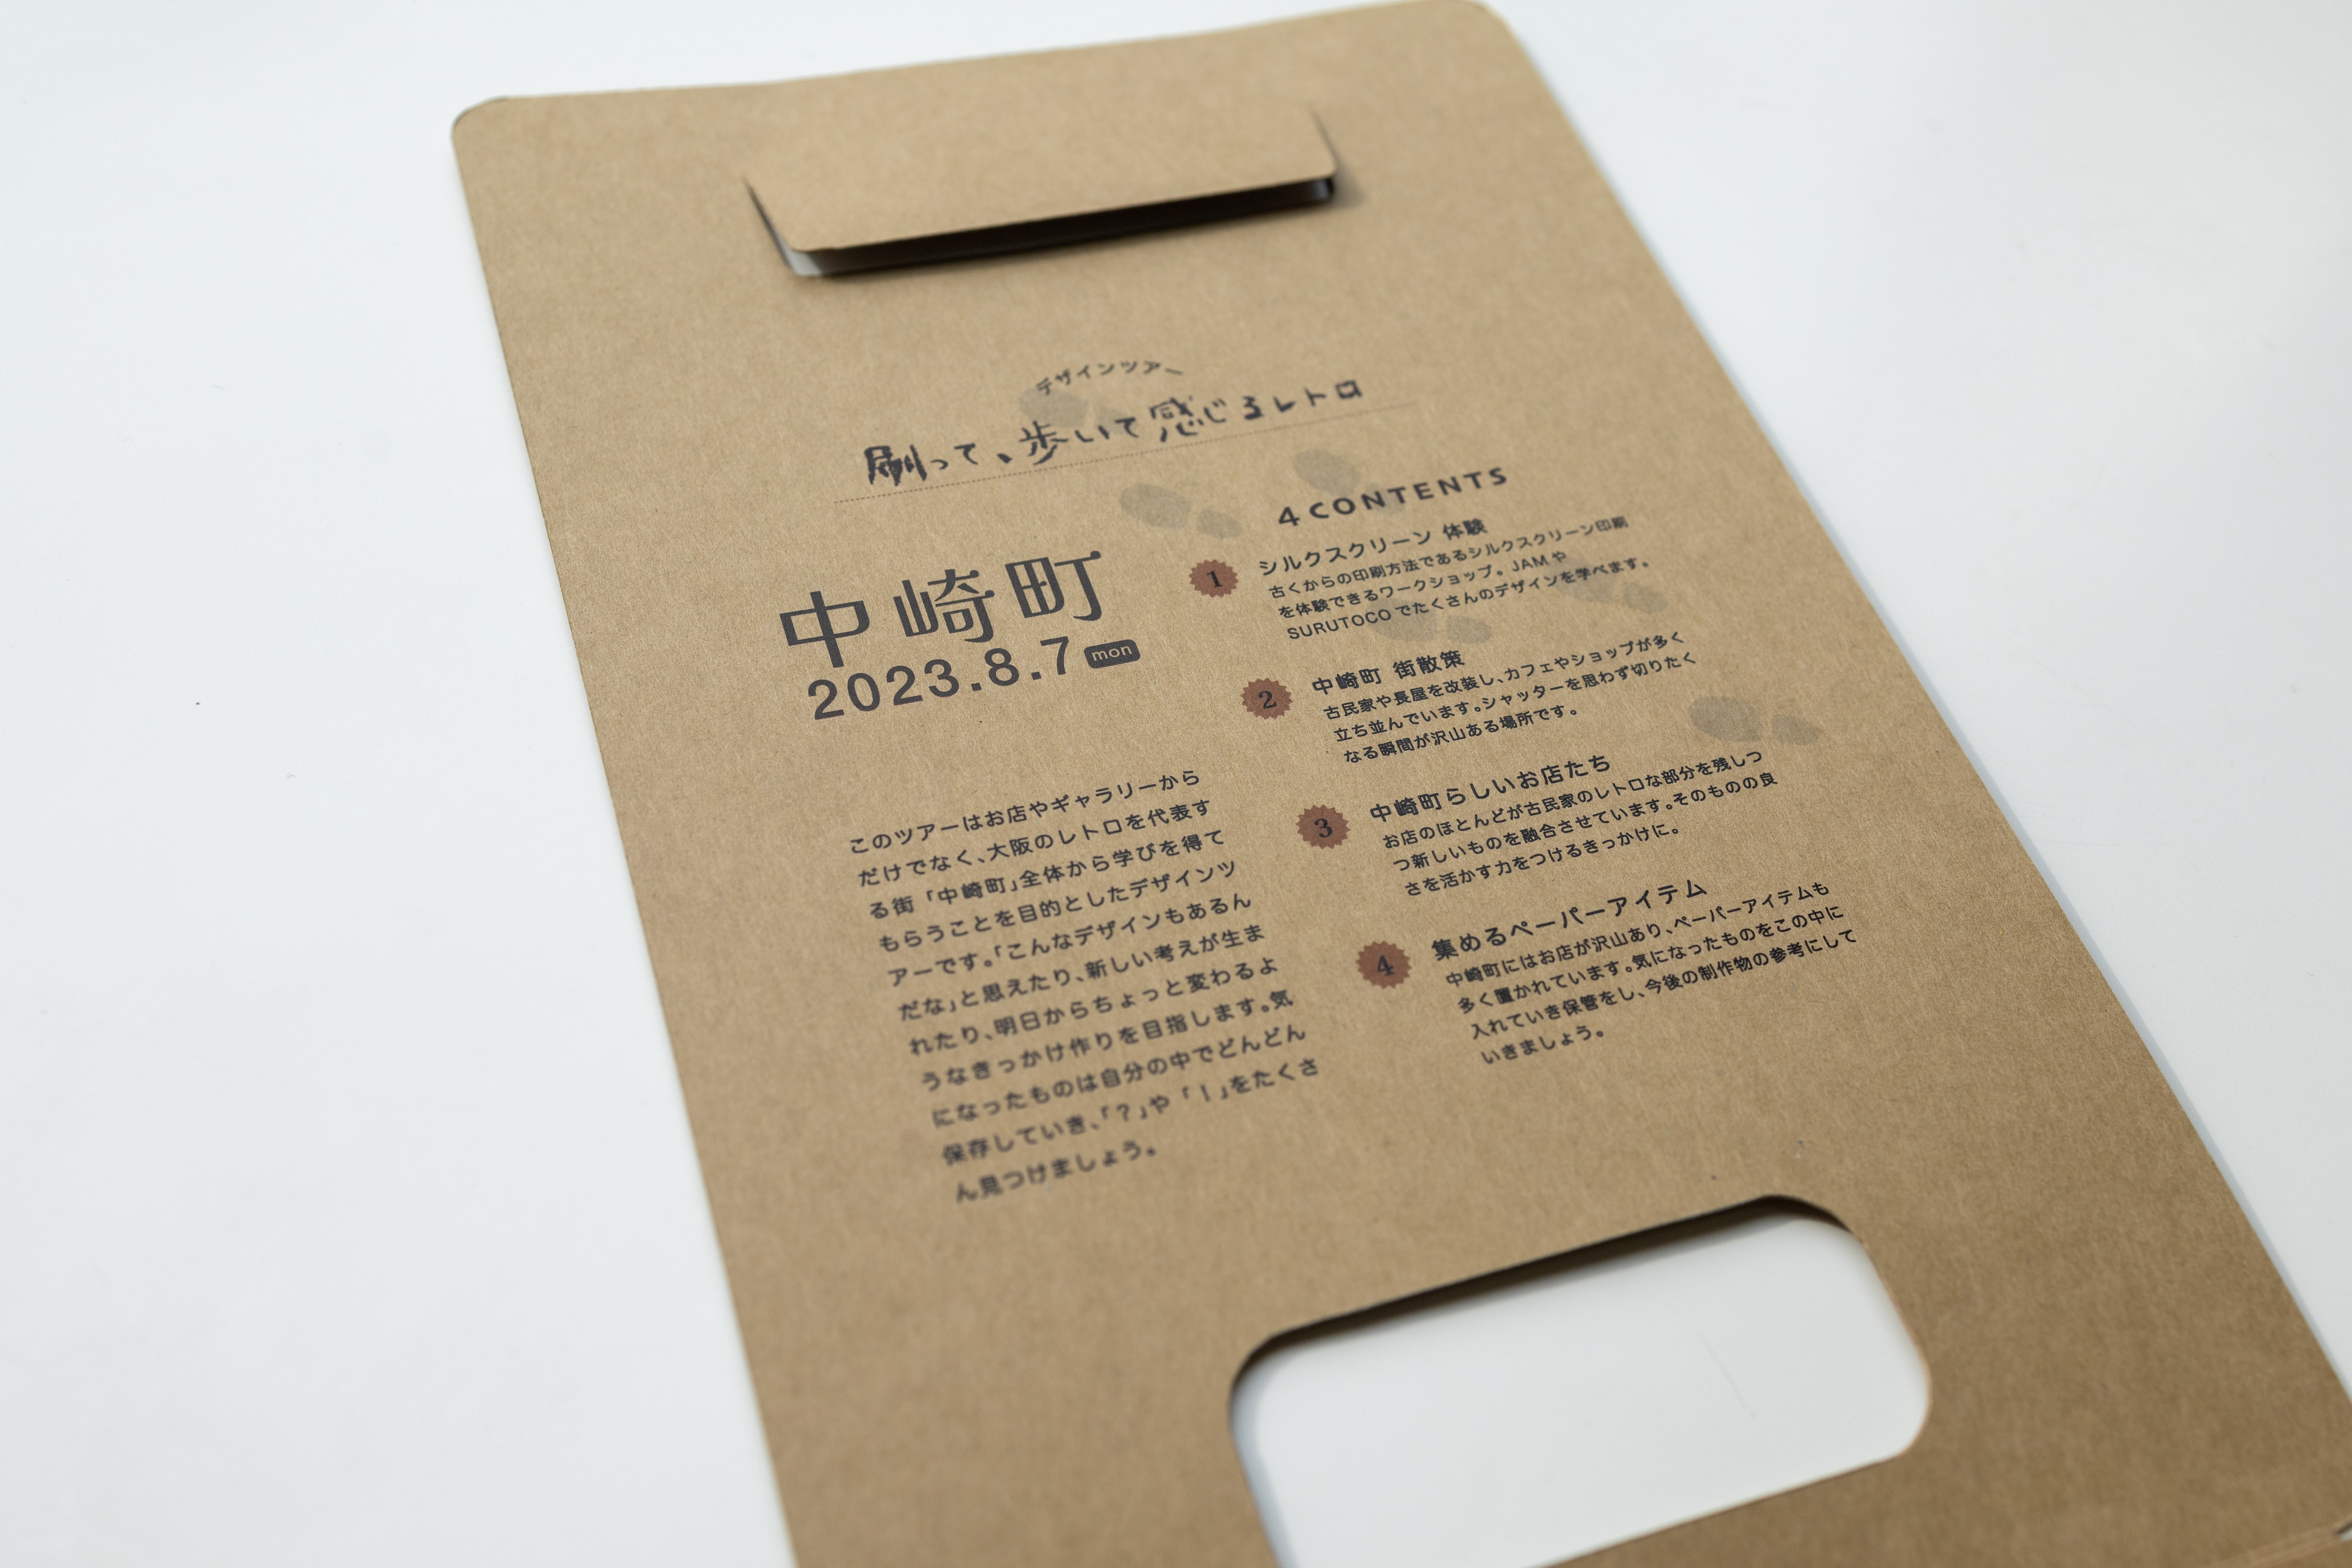 デザインツアー
刷って、歩いて感じるレトロ
中崎町
2023.8.7 mon
このツアーはお店やギャラリーから
だけでなく、大阪のレトロを代表す
る街「中崎町」全体から学びを得て
もらうことを目的としたデザインツ
アーです。「こんなデザインもあるん
だな」と思えたり、新しい考えが生ま
れたり、明日からちょっと変わるよ
うなきっかけ作りを目指します。気
になったものは自分の中でどんどん
保存していき、「?」や「!」をたくさ
ん見つけましょう。
4 CONTENTS
1 シルクスクリーン 体験
古くからの印刷方法であるシルクスクリーン印刷
を体験できるワークショップ。JAM や
SURUTOCO でたくさんのデザインを学べます。
2 中崎町 街散策
古民家や長屋を改装し、カフェやショップが多く
立ち並んでいます。シャッターを思わず切りたく
なる瞬間が沢山ある場所です。
3 中崎町らしいお店たち
お店のほとんどが古民家のレトロな部分を残しつ
つ新しいものを融合させています。そのものの良
さを活かす力をつけるきっかけに。
4 集めるペーパーアイテム
中崎町にはお店が沢山あり、ペーパーアイテムも
多く置かれています。気になったものをこの中に
入れていき保管をし、今後の制作物の参考にして
いきましょう。